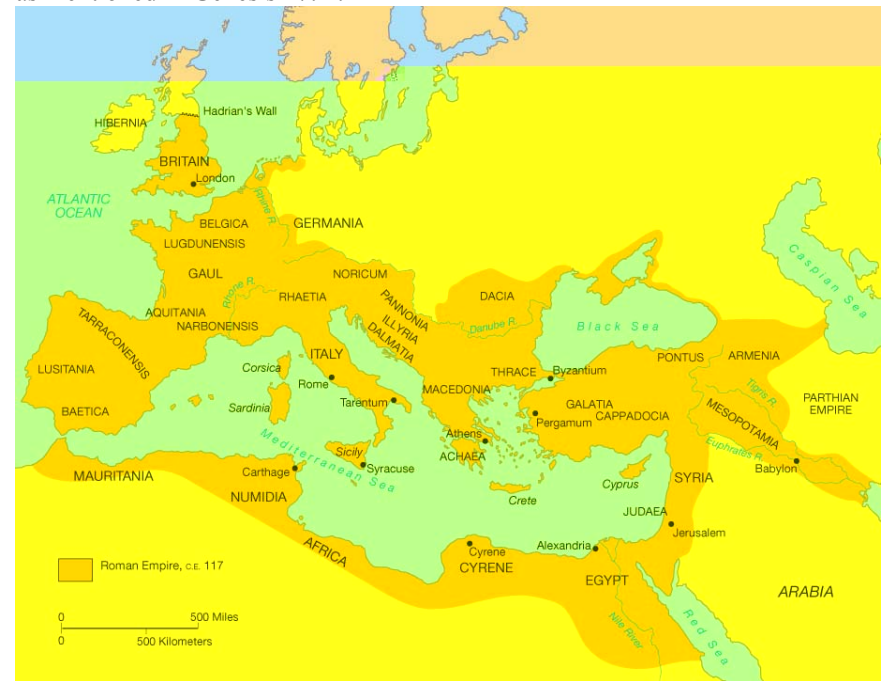 HIBERNIA
Hadrian's Wall
BRITAIN
London
ATLANTIC
OCEAN
BELGICA
Rhine R.
GERMANIA
LUGDUNENSIS
GAUL
Rhone R.
NORICUM
RHAETIA
AQUITANIA
NARBONENSIS
PANNONIA
ILLYRIA
DALMATIA
DACIA
Danube R.
Black Sea
Caspian Sea
TARRACONENSIS
LUSITANIA
BAETICA
Corsica
ITALY
Rome
Sardinia
Tarentum
THRACE
Byzantium
PONTUS
ARMENIA
MACEDONIA
GALATIA
CAPPADOCIA
Pergamum
Tigris R.
MESOPOTAMIA
PARTHIAN
EMPIRE
Athens
ACHAEA
Mediterranean Sea
Sicily
Syracuse
Carthage
MAURITANIA
NUMIDIA
Euphrates R.
Babylon
Crete
Cyprus
SYRIA
JUDAEA
Jerusalem
AFRICA
Cyrene
CYRENE
Alexandria
EGYPT
Nile River
Red Sea
ARABIA
Roman Empire, C.E. 117
0 500 Miles
0 500 Kilometers